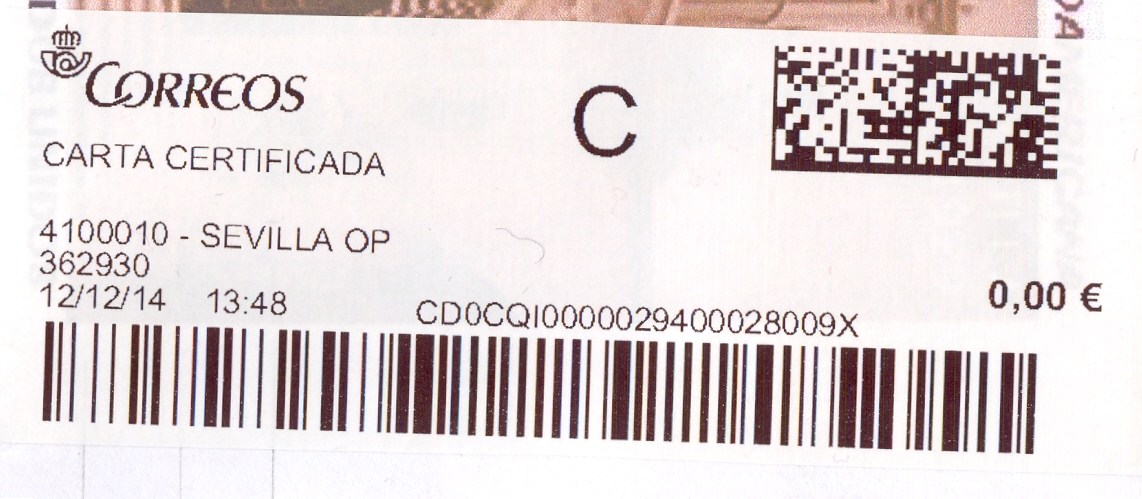 CORREOS
C
CARTA CERTIFICADA
4100010 - SEVILLA OP
362930
12/12/14 13:48
0,00 €
CD0CQI0000029400028009X